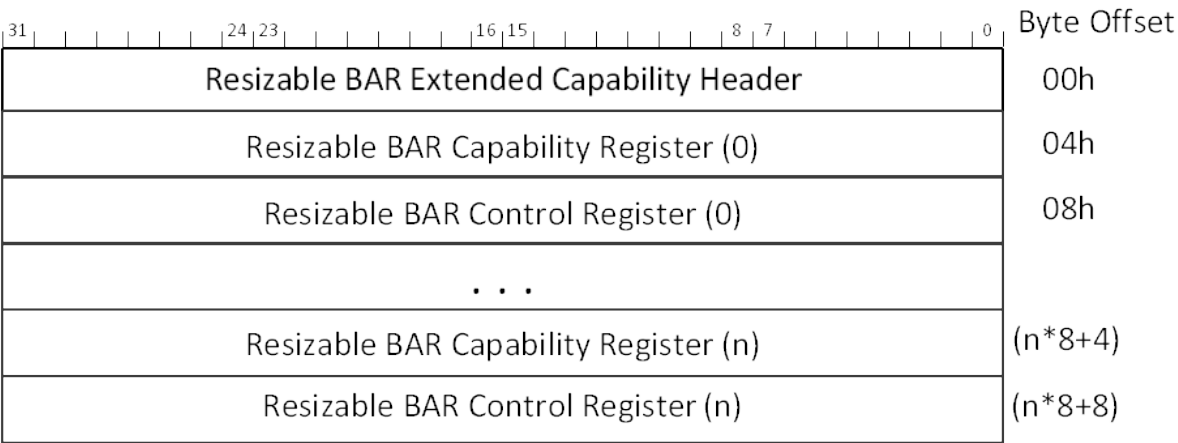 31 24 23 16 15 8 7 0 Byte Offset
Resizable BAR Extended Capability Header 00h
Resizable BAR Capability Register (0) 04h
Resizable BAR Control Register (0) 08h
. . .
Resizable BAR Capability Register (n) (n*8+4)
Resizable BAR Control Register (n) (n*8+8)